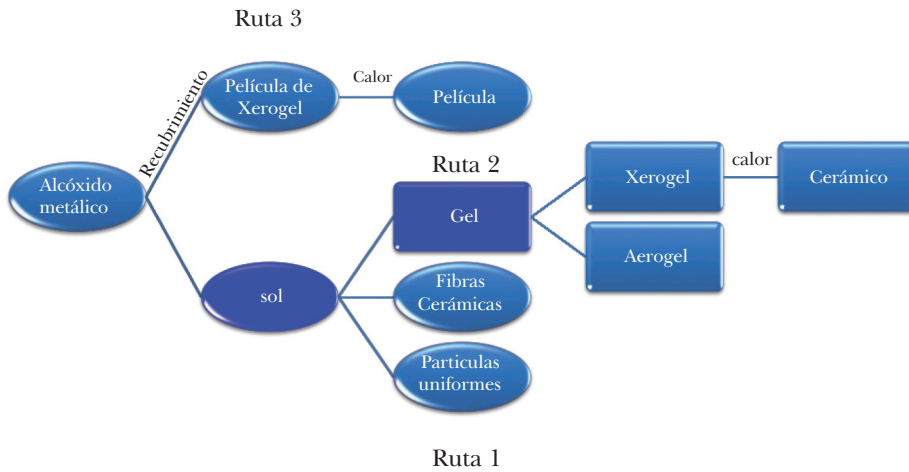 Ruta 3
Recubrimiento
Película de
Xerogel
Calor
Película
Alcóxido
metálico
Ruta 2
Xerogel
calor
Cerámico
Gel
Aerogel
sol
Fibras
Cerámicas
Particulas
uniformes
Ruta 1